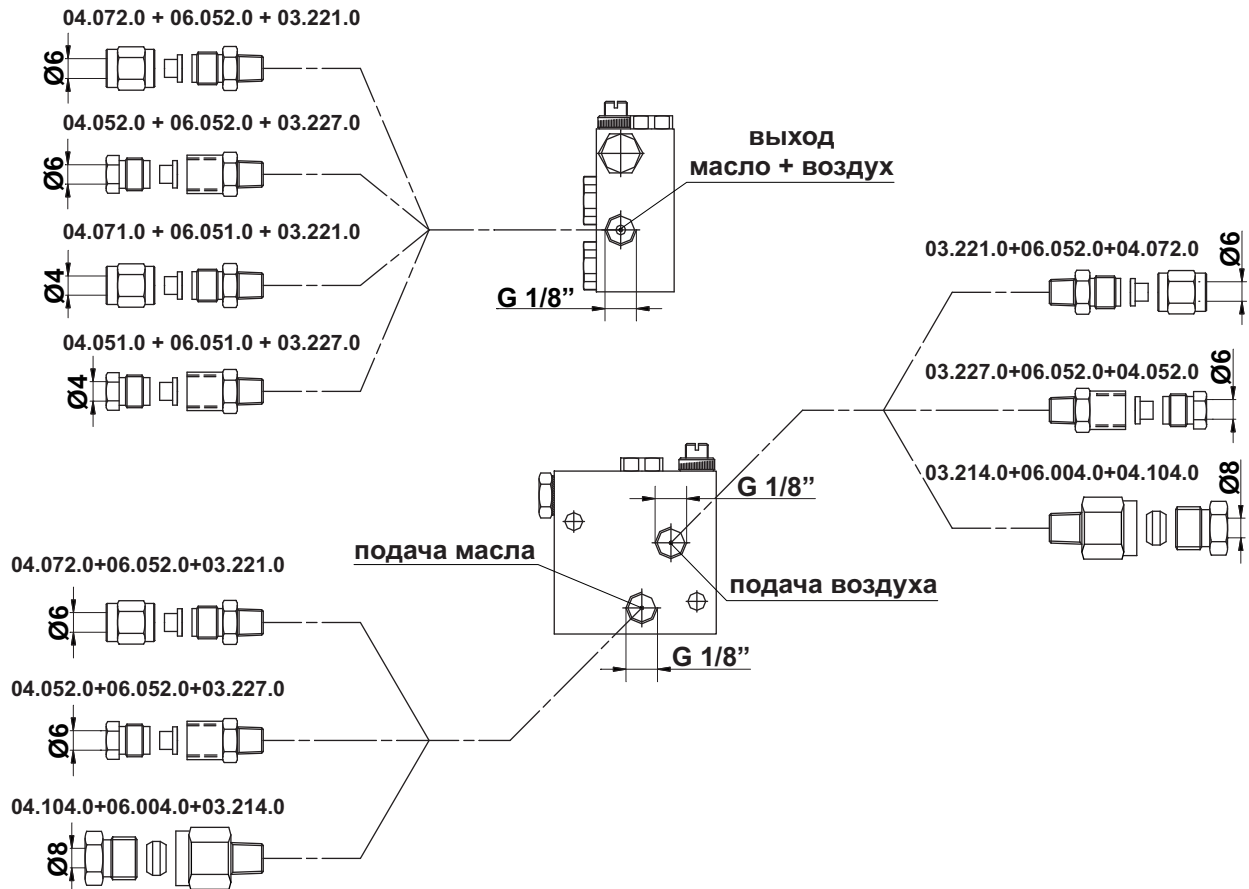 04.072.0 + 06.052.0 + 03.221.0
Ø6
04.052.0 + 06.052.0 + 03.227.0
Ø6
04.071.0 + 06.051.0 + 03.221.0
Ø4
04.051.0 + 06.051.0 + 03.227.0
Ø4
выход
масло + воздух
G 1/8”
03.221.0+06.052.0+04.072.0
Ø6
03.227.0+06.052.0+04.052.0
Ø6
03.214.0+06.004.0+04.104.0
Ø8
G 1/8”
подача масла
подача воздуха
G 1/8”
04.072.0+06.052.0+03.221.0
Ø6
04.052.0+06.052.0+03.227.0
Ø6
04.104.0+06.004.0+03.214.0
Ø8